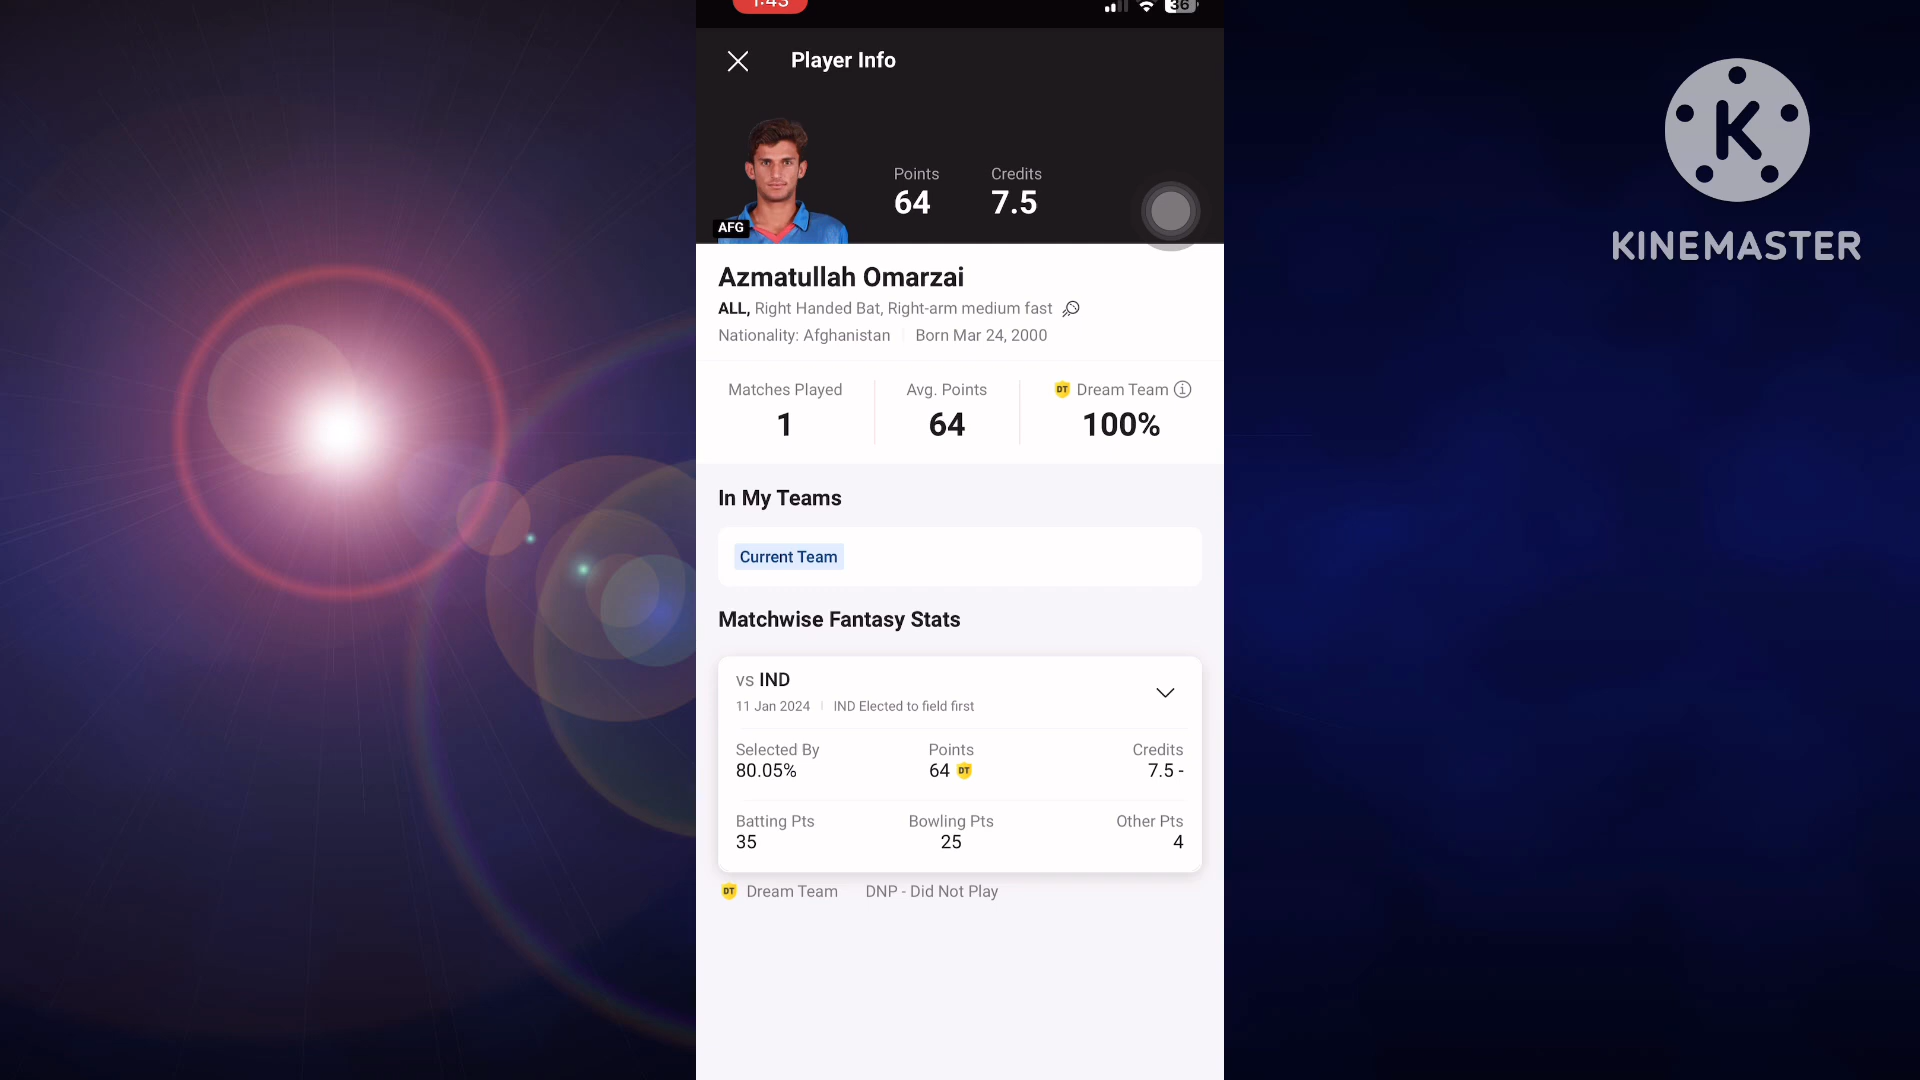 1:43
36
Player Info
Points
Credits
64
7.5
AFG
Azmatullah Omarzai
ALL, Right Handed Bat, Right-arm medium fast
Nationality: Afghanistan
Born Mar 24, 2000
Matches Played
Avg. Points
DT Dream Team
1
64
100%
In My Teams
Current Team
Matchwise Fantasy Stats
vs IND
11 Jan 2024
IND Elected to field first
Selected By
Points
Credits
80.05%
64 DT
7.5 -
Batting Pts
Bowling Pts
Other Pts
35
25
4
DT Dream Team
DNP - Did Not Play
K
KINEMASTER